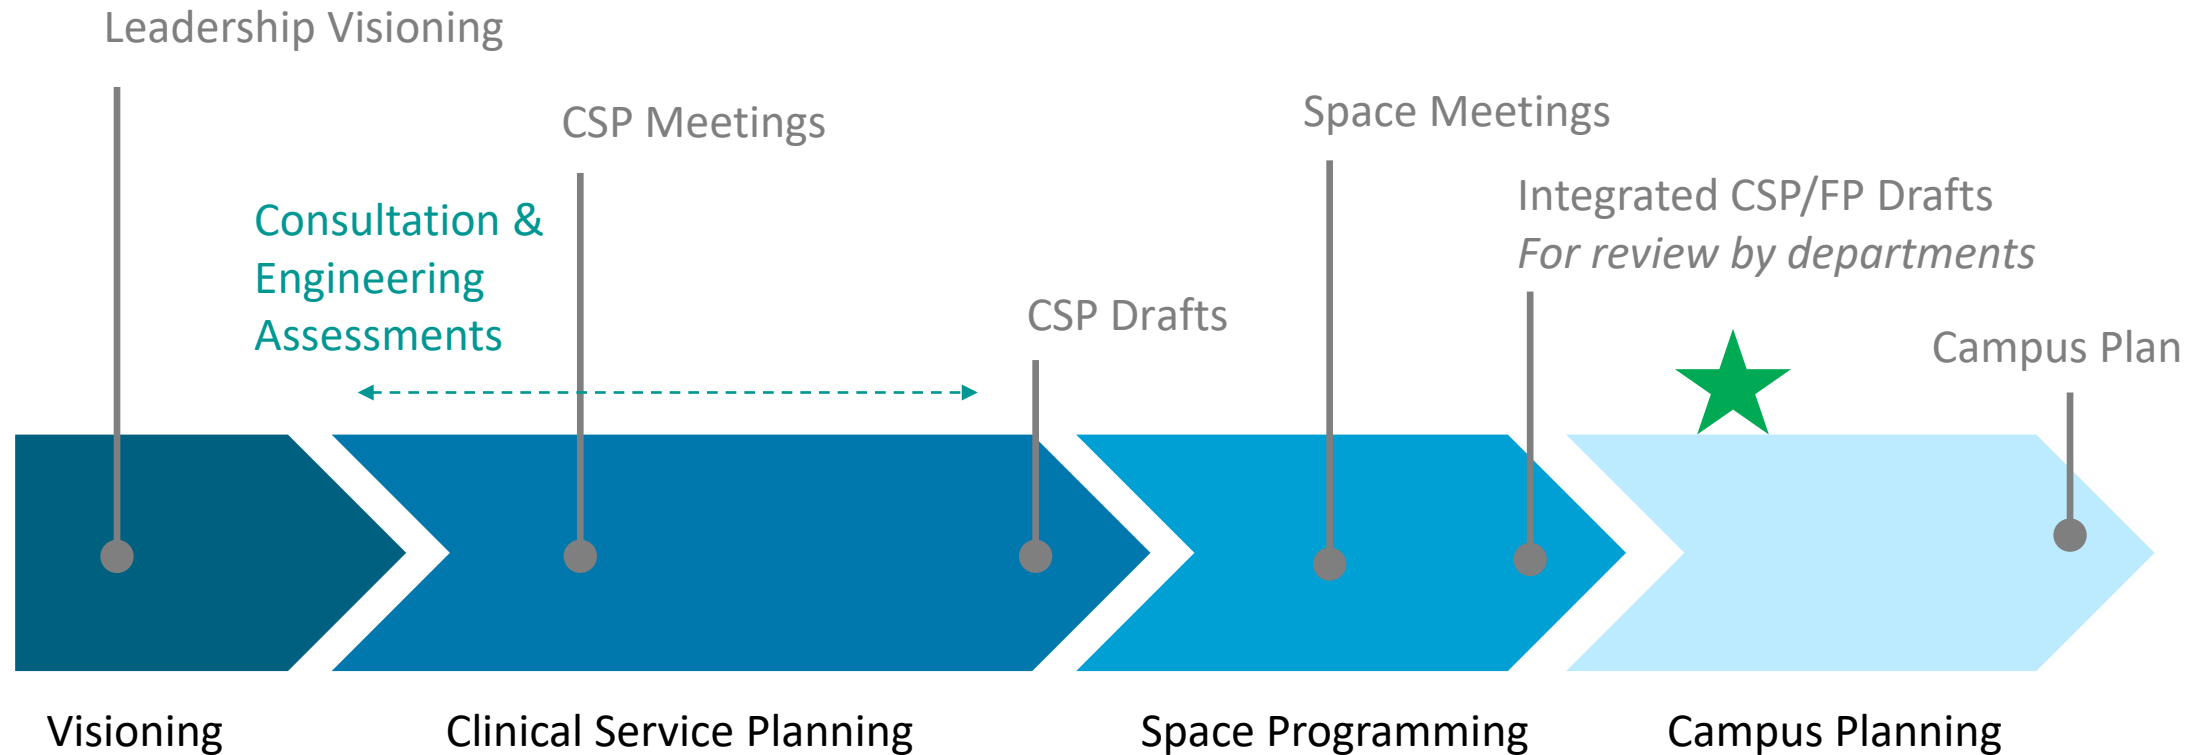 Leadership Visioning
CSP Meetings
Space Meetings
Consultation &
Engineering
Assessments
Integrated CSP/FP Drafts
For review by departments
CSP Drafts
Campus Plan
Visioning
Clinical Service Planning
Space Programming
Campus Planning